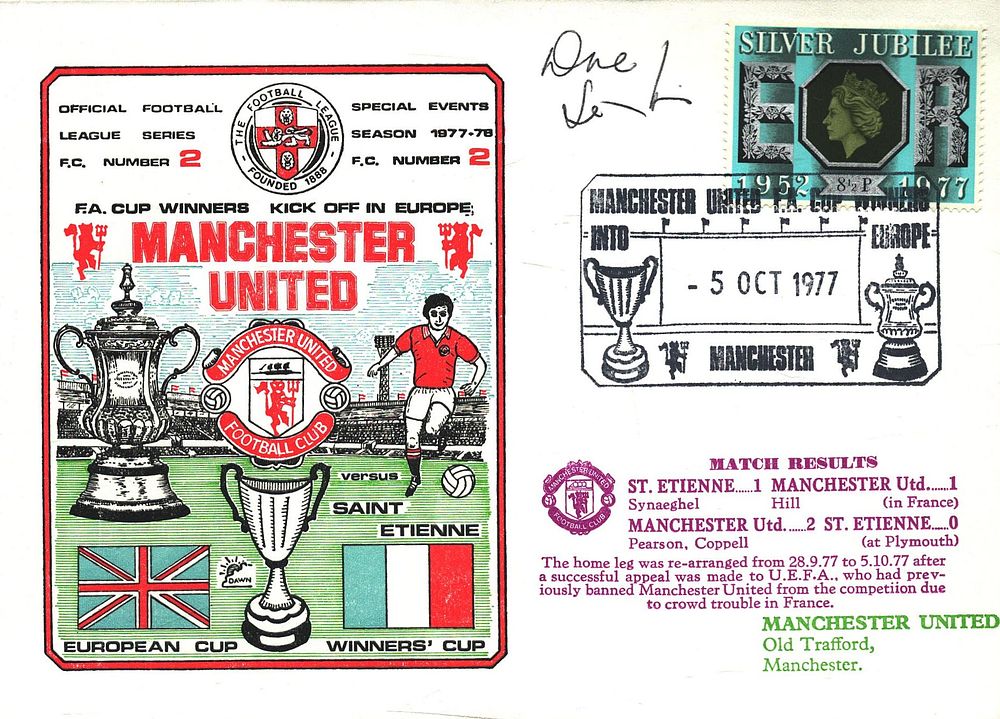 OFFICIAL FOOTBALL
LEAGUE SERIES
F.C. NUMBER 2
THE FOOTBALL LEAGUE
FOUNDED 1888
SPECIAL EVENTS
SEASON 1977-78
F.C. NUMBER 2
F.A. CUP WINNERS KICK OFF IN EUROPE
MANCHESTER
UNITED
MANCHESTER UNITED
FOOTBALL CLUB
versus
SAINT
ETIENNE
DAWN
EUROPEAN CUP WINNERS' CUP
SILVER JUBILEE
E R
1952 8½P 1977
MANCHESTER UNITED F.A. CUP WINNERS
INTO EUROPE
- 5 OCT 1977
MANCHESTER
MANCHESTER UNITED
FOOTBALL CLUB
MATCH RESULTS
ST. ETIENNE.....1 MANCHESTER Utd......1
Synaeghel Hill (in France)
MANCHESTER Utd......2 ST. ETIENNE....0
Pearson, Coppell (at Plymouth)
The home leg was re-arranged from 28.9.77 to 5.10.77 after
a successful appeal was made to U.E.F.A., who had prev-
iously banned Manchester United from the competiion due
to crowd trouble in France.
MANCHESTER UNITED
Old Trafford,
Manchester.